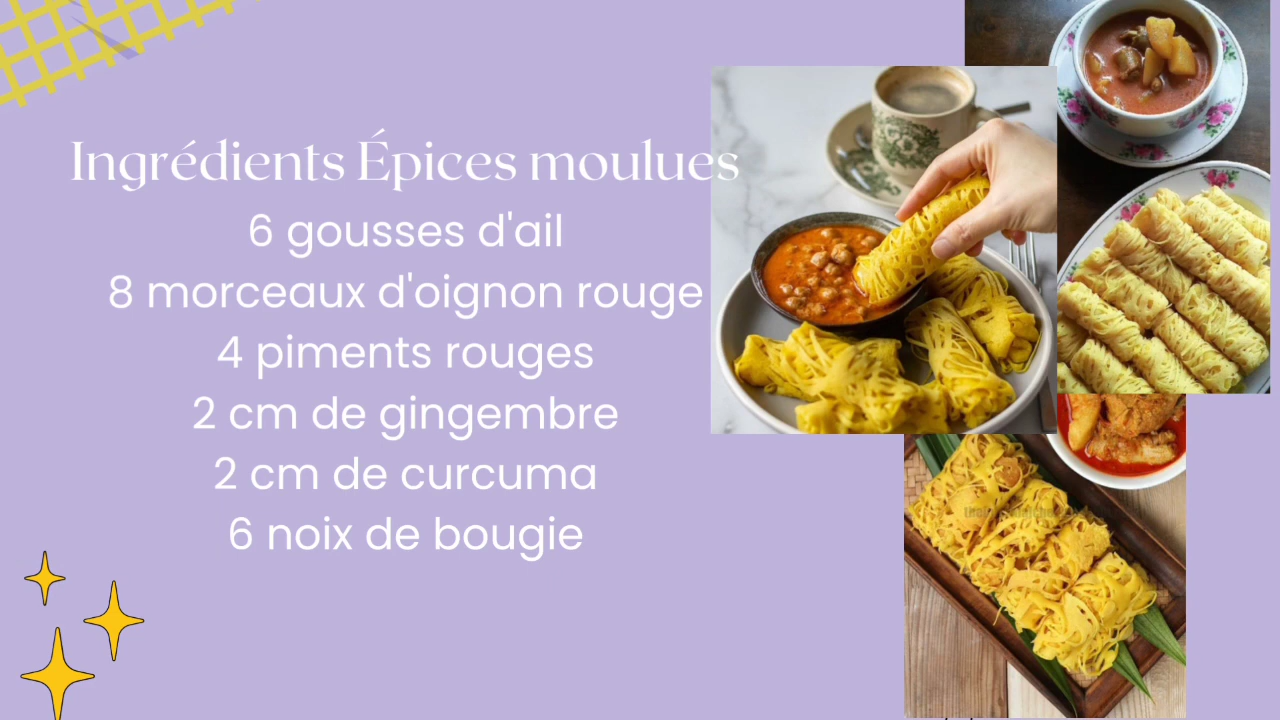 Ingrédients Épices moulues
6 gousses d'ail
8 morceaux d'oignon rouge
4 piments rouges
2 cm de gingembre
2 cm de curcuma
6 noix de bougie